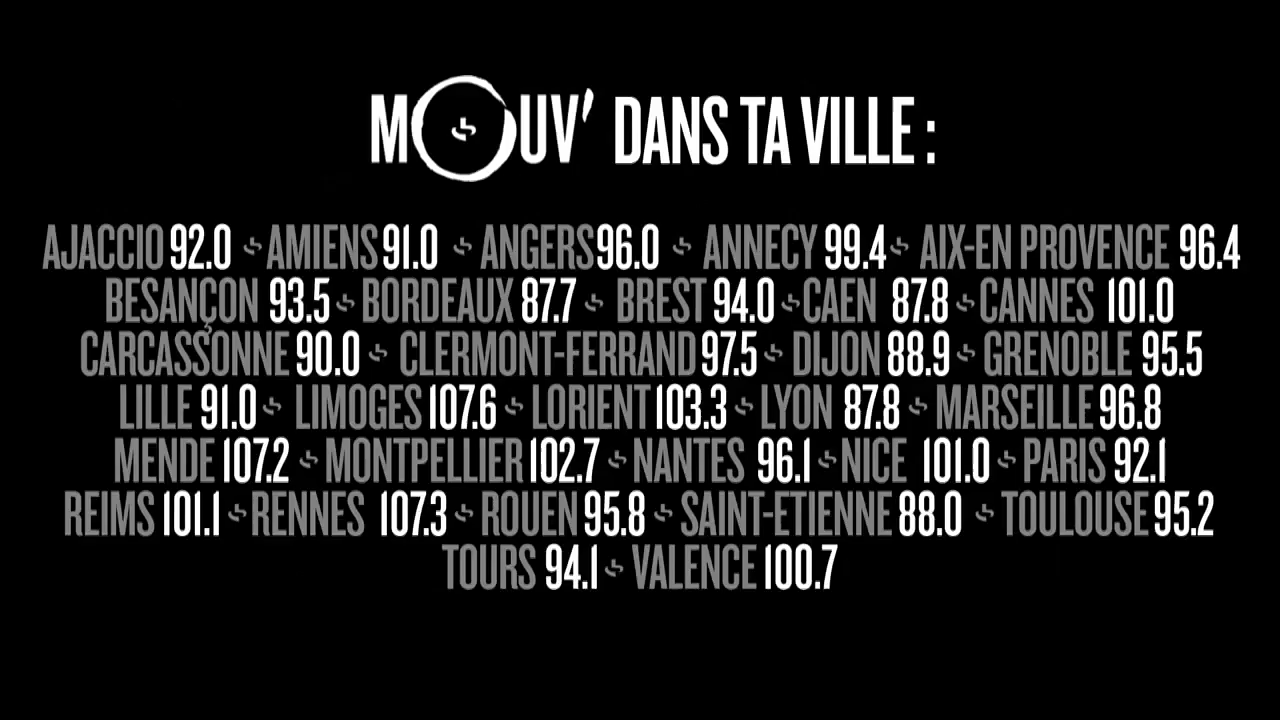 MOUV' DANS TA VILLE :
AJACCIO 92.0 AMIENS 91.0 ANGERS 96.0 ANNECY 99.4 AIX-EN PROVENCE 96.4
BESANÇON 93.5 BORDEAUX 87.7 BREST 94.0 CAEN 87.8 CANNES 101.0
CARCASSONNE 90.0 CLERMONT-FERRAND 97.5 DIJON 88.9 GRENOBLE 95.5
LILLE 91.0 LIMOGES 107.6 LORIENT 103.3 LYON 87.8 MARSEILLE 96.8
MENDE 107.2 MONTPELLIER 102.7 NANTES 96.1 NICE 101.0 PARIS 92.1
REIMS 101.1 RENNES 107.3 ROUEN 95.8 SAINT-ETIENNE 88.0 TOULOUSE 95.2
TOURS 94.1 VALENCE 100.7